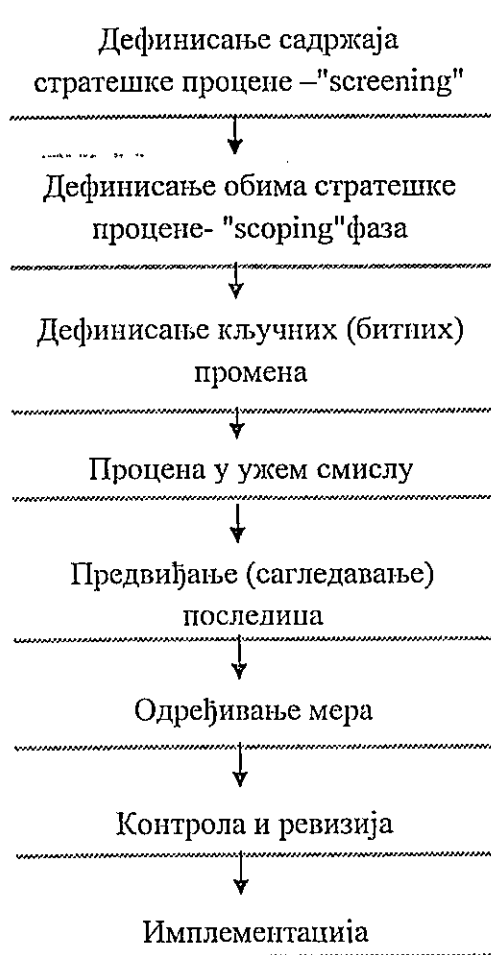 Дефинисање садржаја
стратешке процене –"screening"
Дефинисање обима стратешке
процене- "scoping"фаза
Дефинисање кључних (битних)
промена
Процена у ужем смислу
Предвиђање (сагледавање)
последица
Одређивање мера
Контрола и ревизија
Имплементација